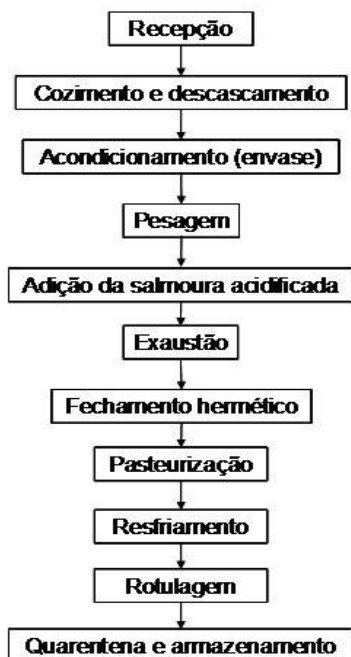 Recepção
Cozimento e descascamento
Acondicionamento (envase)
Pesagem
Adição da salmoura acidificada
Exaustão
Fechamento hermético
Pasteurização
Resfriamento
Rotulagem
Quarentena e armazenamento